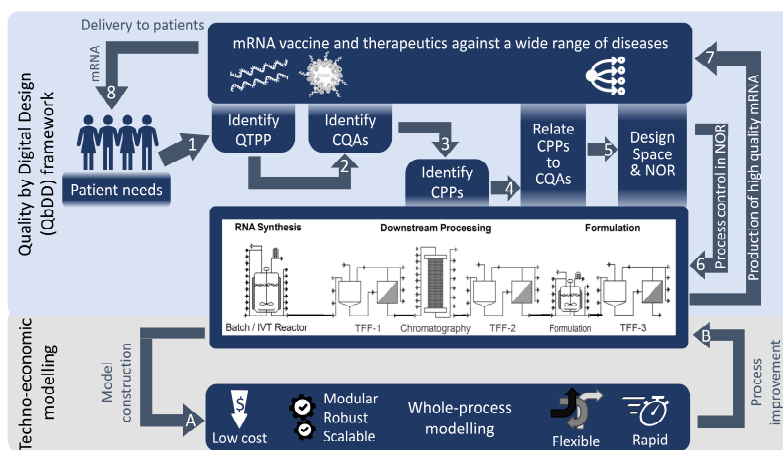 Delivery to patients
mRNA vaccine and therapeutics against a wide range of diseases
mRNA
8
7
Quality by Digital Design
(QbDD) framework
Patient needs
1
Identify
QTPP
2
Identify
CQAs
3
Identify
CPPs
4
Relate
CPPs
to
CQAs
5
Design
Space
& NOR
Process control in NOR
6
Production of high quality mRNA
RNA Synthesis
Downstream Processing
Formulation
Batch / IVT Reactor
TFF-1
Chromatography
TFF-2
Formulation
TFF-3
Techno-economic
modelling
Model
construction
A
$
Low cost
Modular
Robust
Scalable
Whole-process
modelling
Flexible
Rapid
B
Process
improvement